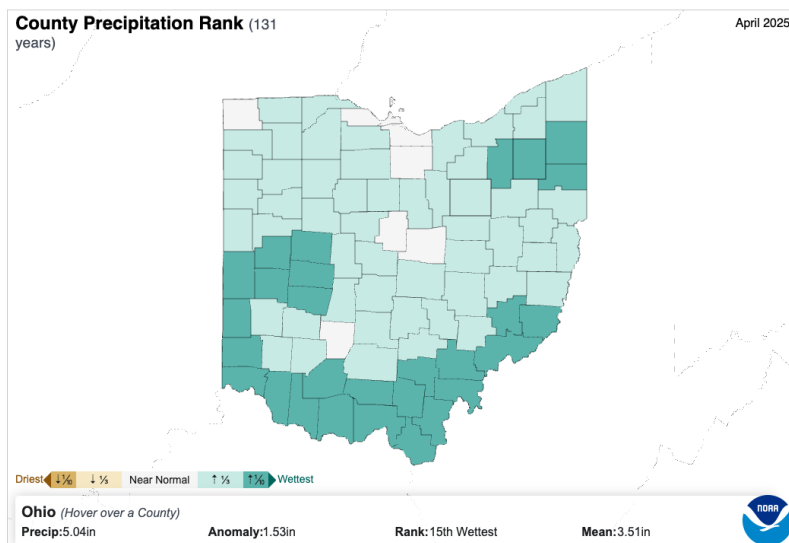 County Precipitation Rank (131
years)
April 2025
Driest ↓⅒ ↓ ⅓ Near Normal ↑ ⅓ ↑⅒ Wettest
Ohio (Hover over a County)
Precip:5.04in Anomaly:1.53in Rank:15th Wettest Mean:3.51in
NOAA